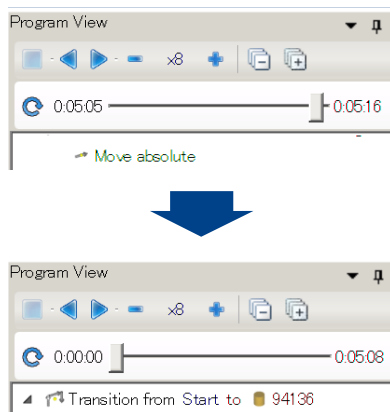 Program View
x8
0:05:05 0:05:16
Move absolute
Program View
x8
0:00:00 0:05:08
Transition from Start to 94136